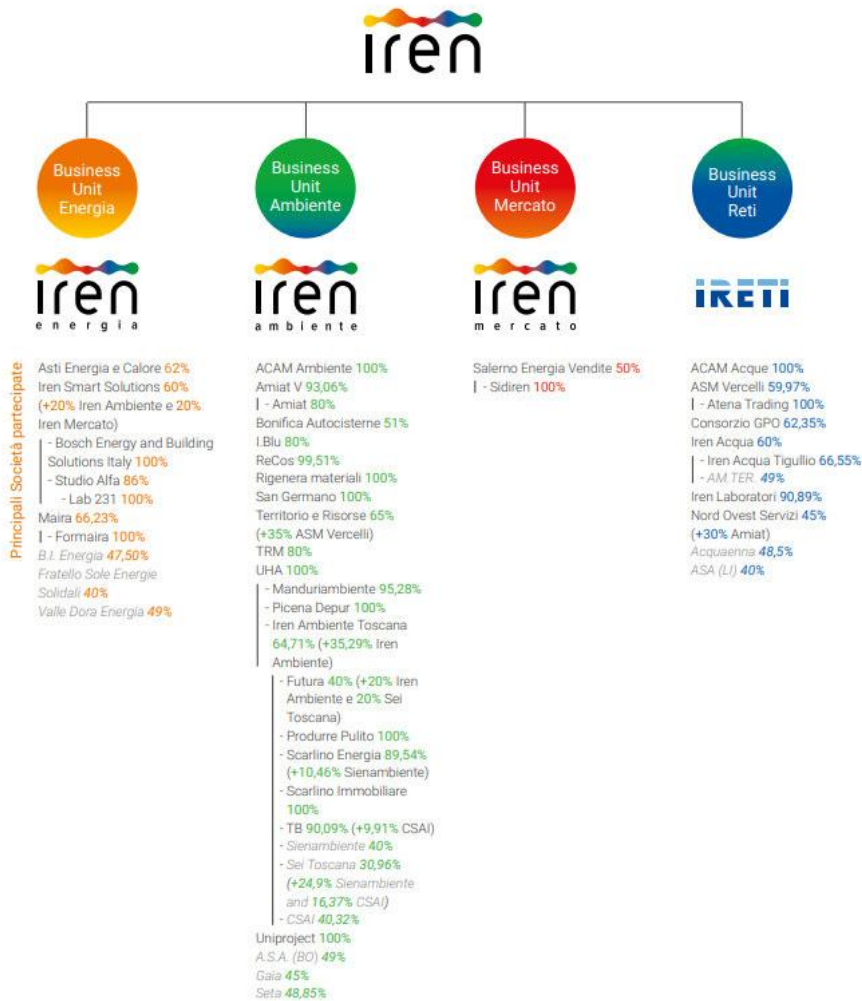 iren
Business
Unit
Energia
Business
Unit
Ambiente
Business
Unit
Mercato
Business
Unit
Reti
iren
energia
iren
ambiente
iren
mercato
IRETI
Principali Società partecipate
Asti Energia e Calore 62%
Iren Smart Solutions 60%
(+20% Iren Ambiente e 20%
Iren Mercato)
- Bosch Energy and Building
Solutions Italy 100%
- Studio Alfa 86%
- Lab 231 100%
Maira 66,23%
- Formaira 100%
B.I. Energia 47,50%
Fratello Sole Energie
Solidali 40%
Valle Dora Energia 49%
ACAM Ambiente 100%
Amiat V 93,06%
- Amiat 80%
Bonifica Autocisterne 51%
I.Blu 80%
ReCos 99,51%
Rigenera materiali 100%
San Germano 100%
Territorio e Risorse 65%
(+35% ASM Vercelli)
TRM 80%
UHA 100%
- Manduriambiente 95,28%
- Picena Depur 100%
- Iren Ambiente Toscana
64,71% (+35,29% Iren
Ambiente)
- Futura 40% (+20% Iren
Ambiente e 20% Sei
Toscana)
- Produrre Pulito 100%
- Scarlino Energia 89,54%
(+10,46% Sienambiente)
- Scarlino Immobiliare
100%
- TB 90,09% (+9,91% CSAI)
- Sienambiente 40%
- Sei Toscana 30,96%
(+24,9% Sienambiente
and 16,37% CSAI)
- CSAI 40,32%
Uniproject 100%
A.S.A. (BO) 49%
Gaia 45%
Seta 48,85%
Salerno Energia Vendite 50%
- Sidiren 100%
ACAM Acque 100%
ASM Vercelli 59,97%
- Atena Trading 100%
Consorzio GPO 62,35%
Iren Acqua 60%
- Iren Acqua Tigullio 66,55%
- AM.TER. 49%
Iren Laboratori 90,89%
Nord Ovest Servizi 45%
(+30% Amiat)
Acquaenna 48,5%
ASA (LI) 40%